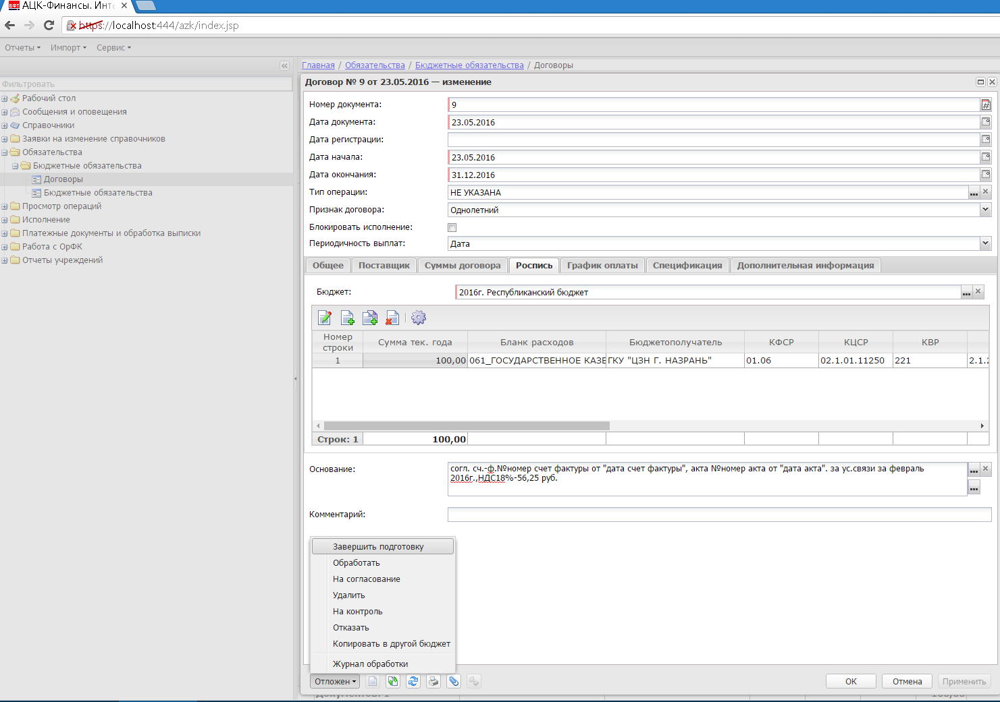 АЦК-Финансы. Инте
https://localhost:444/azk/index.jsp
Отчеты Импорт Сервис
Главная / Обязательства / Бюджетные обязательства / Договоры
Фильтровать
Рабочий стол
Сообщения и оповещения
Справочники
Заявки на изменение справочников
Обязательства
Бюджетные обязательства
Договоры
Бюджетные обязательства
Просмотр операций
Исполнение
Платежные документы и обработка выписки
Работа с ОрФК
Отчеты учреждений
Договор № 9 от 23.05.2016 — изменение
Номер документа: 9
Дата документа: 23.05.2016
Дата регистрации:
Дата начала: 23.05.2016
Дата окончания: 31.12.2016
Тип операции: НЕ УКАЗАНА
Признак договора: Однолетний
Блокировать исполнение:
Периодичность выплат: Дата
Общее Поставщик Суммы договора Роспись График оплаты Спецификация Дополнительная информация
Бюджет: 2016г. Республиканский бюджет
Номер строки Сумма тек. года Бланк расходов Бюджетополучатель КФСР КЦСР КВР
1 100,00 061_ГОСУДАРСТВЕННОЕ КАЗЕ ГКУ "ЦЗН Г. НАЗРАНЬ" 01.06 02.1.01.11250 221 2.1.2
Строк: 1 100,00
Основание: согл. сч.-ф.№номер счет фактуры от "дата счет фактуры", акта №номер акта от "дата акта". за ус.связи за февраль
2016г.,НДС18%-56,25 руб.
Комментарий:
Завершить подготовку
Обработать
На согласование
Удалить
На контроль
Отказать
Копировать в другой бюджет
Журнал обработки
Отложен ОК Отмена Применить